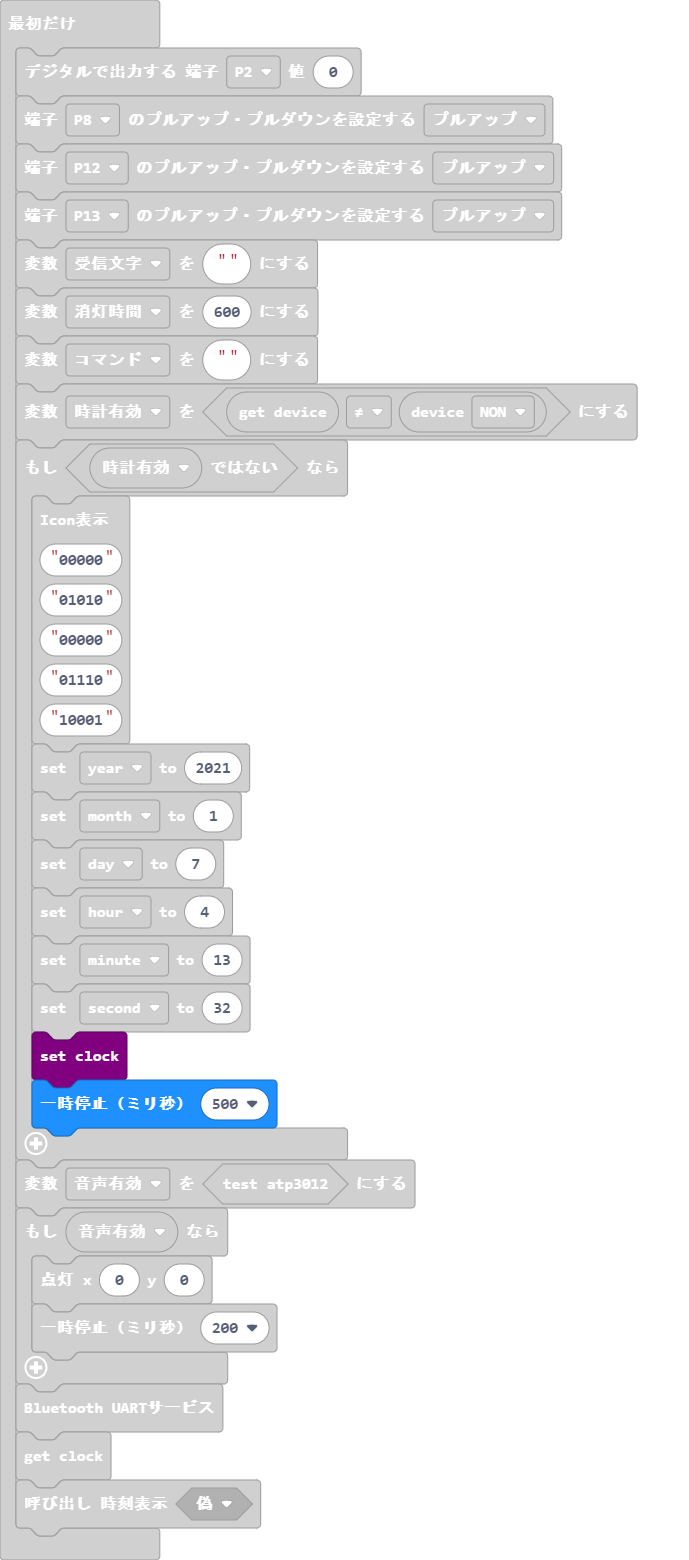 最初だけ
デジタルで出力する 端子 P2 値 0
端子 P8 のプルアップ・プルダウンを設定する プルアップ
端子 P12 のプルアップ・プルダウンを設定する プルアップ
端子 P13 のプルアップ・プルダウンを設定する プルアップ
変数 受信文字 を " " にする
変数 消灯時間 を 600 にする
変数 コマンド を " " にする
変数 時計有効 を get device ≠ device NON にする
もし 時計有効 ではない なら
Icon表示
"00000"
"01010"
"00000"
"01110"
"10001"
set year to 2021
set month to 1
set day to 7
set hour to 4
set minute to 13
set second to 32
set clock
一時停止（ミリ秒） 500
変数 音声有効 を test atp3012 にする
もし 音声有効 なら
点灯 x 0 y 0
一時停止（ミリ秒） 200
Bluetooth UARTサービス
get clock
呼び出し 時刻表示 偽